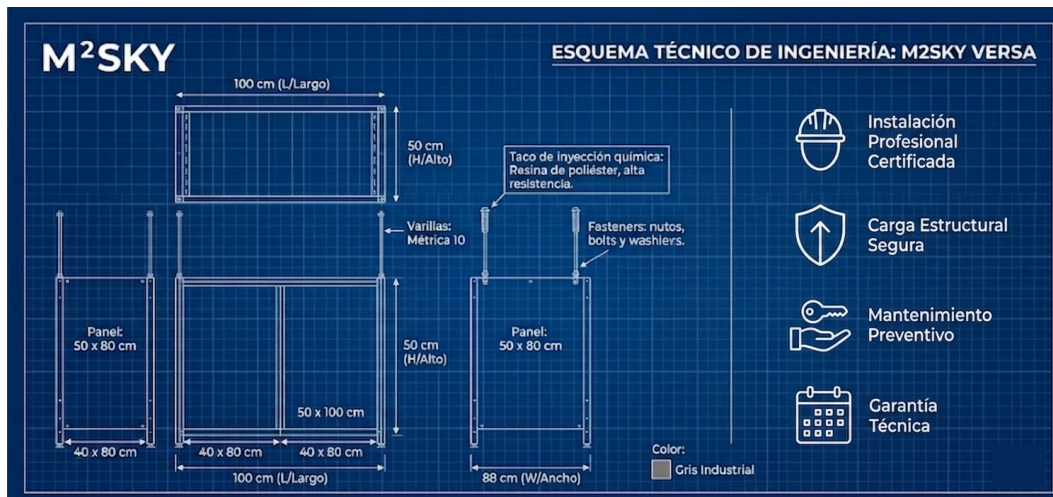 M²SKY
ESQUEMA TÉCNICO DE INGENIERÍA: M2SKY VERSA
100 cm (L/Largo)
50 cm
(H/Alto)
Taco de inyección química:
Resina de poliéster, alta
resistencia.
Varillas:
Métrica 10
Fasteners: nutos,
bolts y washlers.
Panel:
50 x 80 cm
50 cm
(H/Alto)
Panel:
50 x 80 cm
50 x 100 cm
40 x 80 cm
40 x 80 cm
40 x 80 cm
100 cm (L/Largo)
88 cm (W/Ancho)
Color:
Gris Industrial
Instalación
Profesional
Certificada
Carga Estructural
Segura
Mantenimiento
Preventivo
Garantía
Técnica